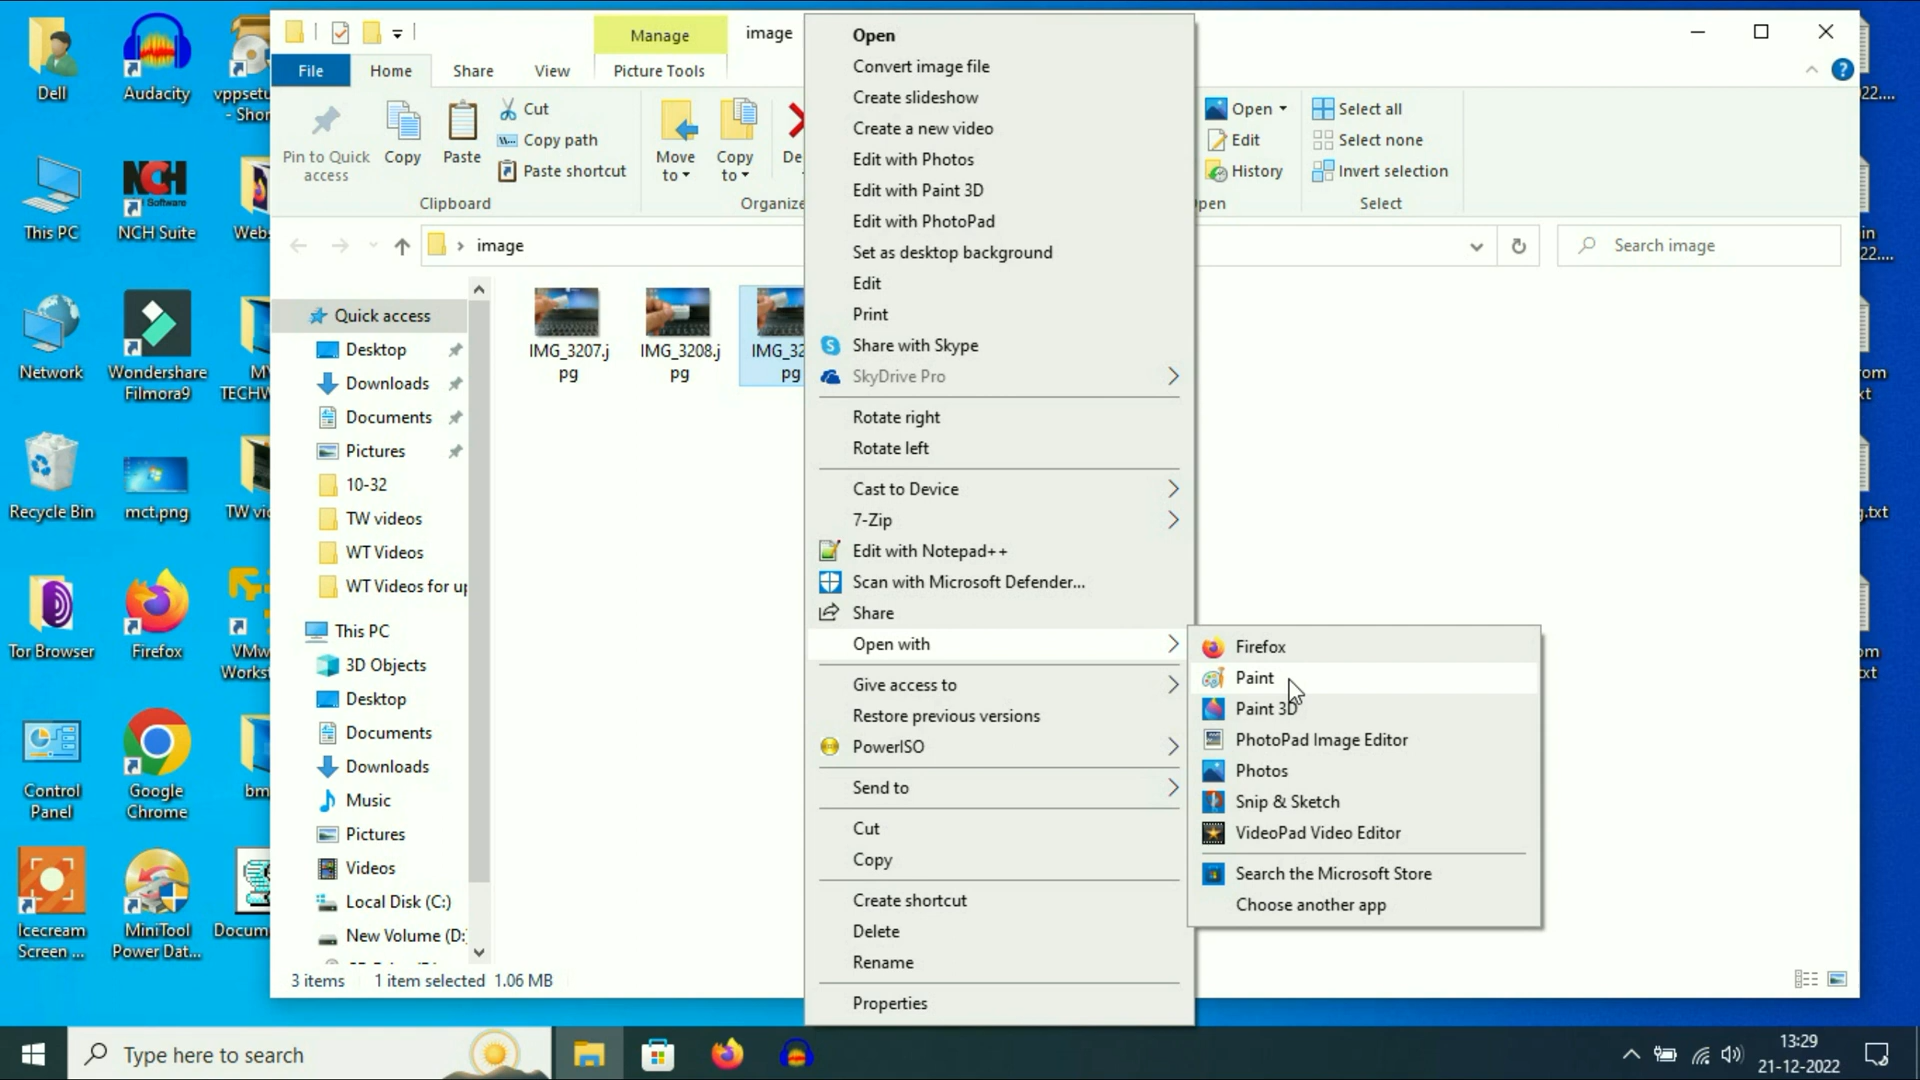 Dell
Audacity
vppsetu
- Shor
This PC
NCH Suite
Webs
Network
Wondershare
Filmora9
MY
TECHW
Recycle Bin
mct.png
TW vic
Tor Browser
Firefox
VMw
Workst
Control
Panel
Google
Chrome
bm
Icecream
Screen ...
MiniTool
Power Dat...
Docum
Manage
image
File
Home
Share
View
Picture Tools
Pin to Quick
access
Copy
Paste
Cut
Copy path
Paste shortcut
Clipboard
Move
to
Copy
to
De
Organize
Open
Edit
History
pen
Select all
Select none
Invert selection
Select
image
Search image
Quick access
Desktop
Downloads
Documents
Pictures
10-32
TW videos
WT Videos
WT Videos for up
This PC
3D Objects
Desktop
Documents
Downloads
Music
Pictures
Videos
Local Disk (C:)
New Volume (D:
IMG_3207.j
pg
IMG_3208.j
pg
IMG_32
pg
3 items
1 item selected 1.06 MB
Open
Convert image file
Create slideshow
Create a new video
Edit with Photos
Edit with Paint 3D
Edit with PhotoPad
Set as desktop background
Edit
Print
Share with Skype
SkyDrive Pro
Rotate right
Rotate left
Cast to Device
7-Zip
Edit with Notepad++
Scan with Microsoft Defender...
Share
Open with
Give access to
Restore previous versions
PowerISO
Send to
Cut
Copy
Create shortcut
Delete
Rename
Properties
Firefox
Paint
Paint 3D
PhotoPad Image Editor
Photos
Snip & Sketch
VideoPad Video Editor
Search the Microsoft Store
Choose another app
22....
in
22....
om
xt
g.txt
om
xt
Type here to search
13:29
21-12-2022